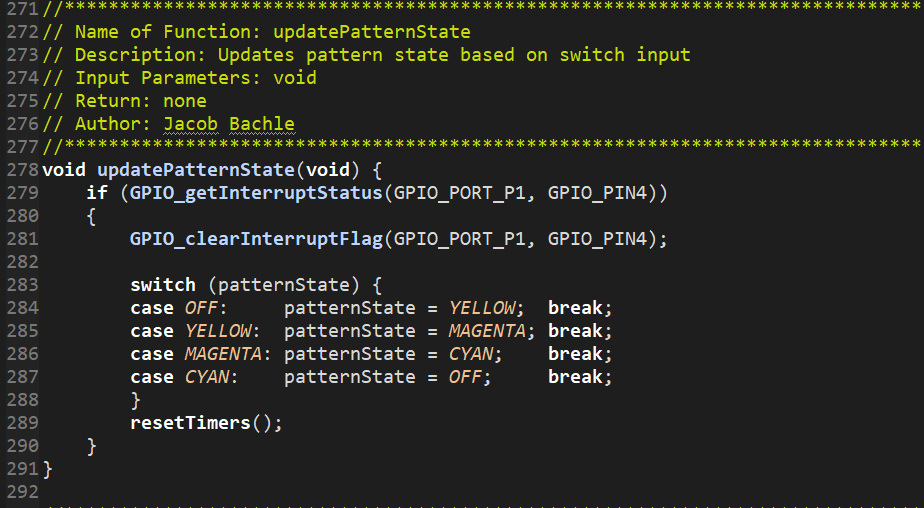 271 //******************************************************************************
272 // Name of Function: updatePatternState
273 // Description: Updates pattern state based on switch input
274 // Input Parameters: void
275 // Return: none
276 // Author: Jacob Bachle
277 //******************************************************************************
278 void updatePatternState(void) {
279     if (GPIO_getInterruptStatus(GPIO_PORT_P1, GPIO_PIN4))
280     {
281         GPIO_clearInterruptFlag(GPIO_PORT_P1, GPIO_PIN4);
282
283         switch (patternState) {
284         case OFF:     patternState = YELLOW;  break;
285         case YELLOW:  patternState = MAGENTA; break;
286         case MAGENTA: patternState = CYAN;    break;
287         case CYAN:    patternState = OFF;     break;
288         }
289         resetTimers();
290     }
291 }
292